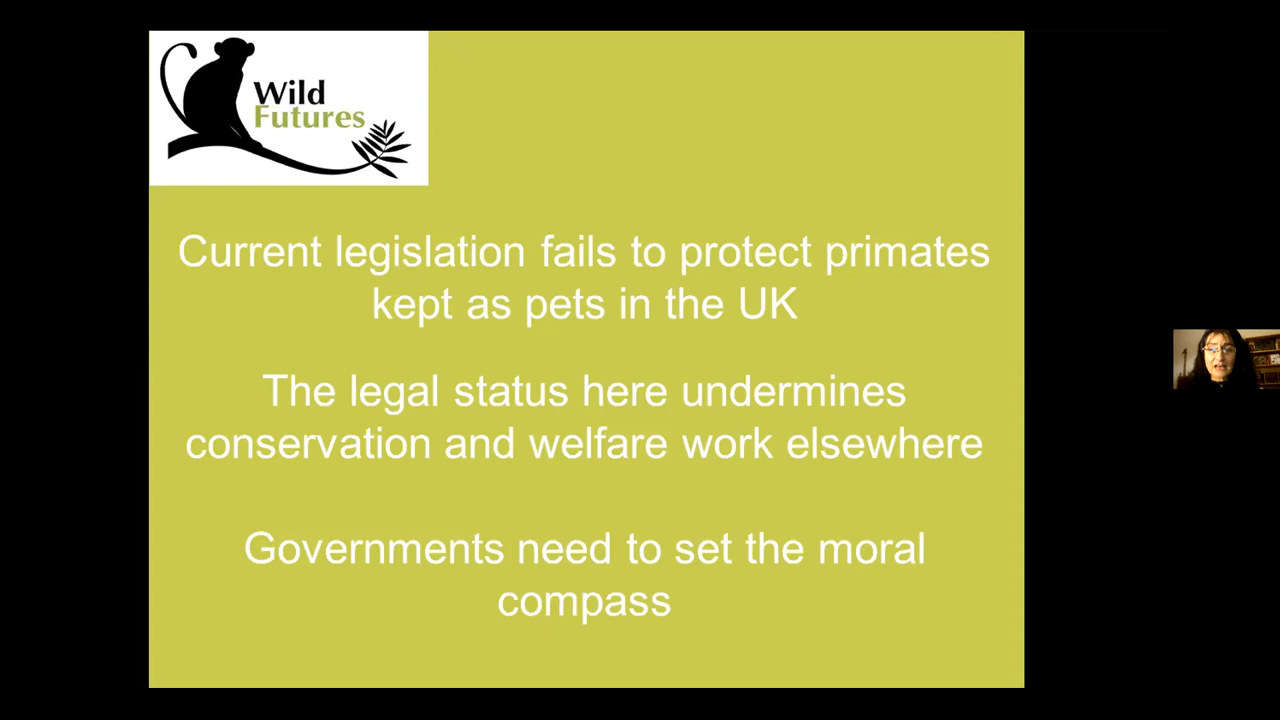 Wild
Futures
Current legislation fails to protect primates
kept as pets in the UK
The legal status here undermines
conservation and welfare work elsewhere
Governments need to set the moral
compass